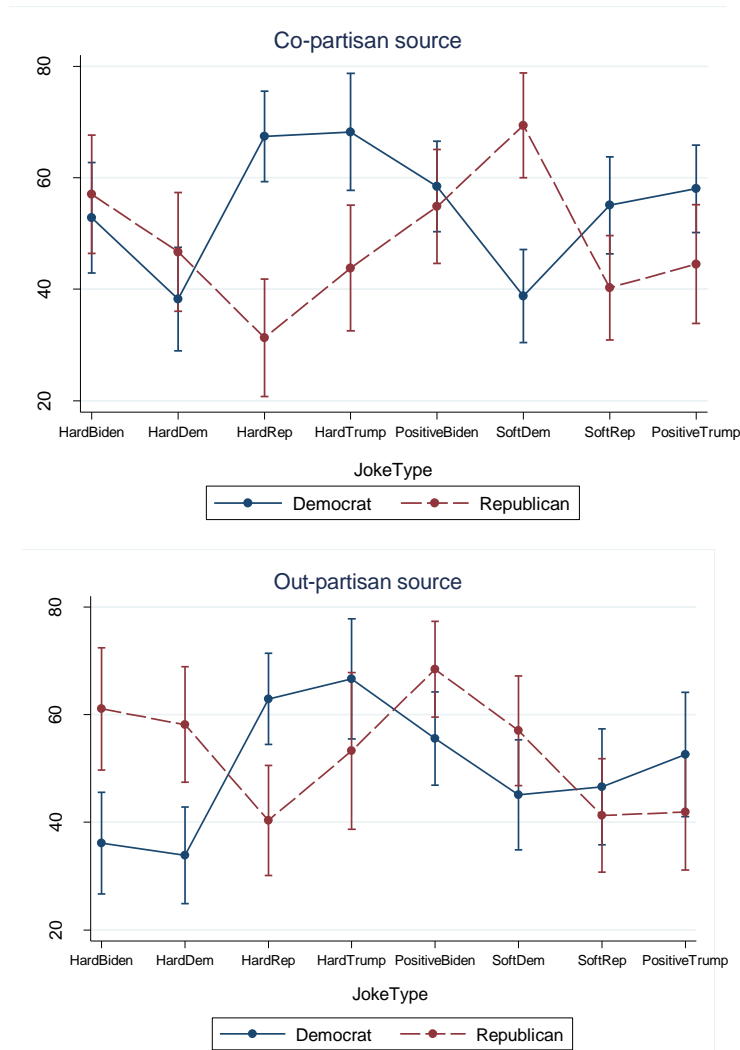 Co-partisan source
80
60
40
20
HardBiden HardDem HardRep HardTrump PositiveBiden SoftDem SoftRep PositiveTrump
JokeType
Democrat Republican
Out-partisan source
80
60
40
20
HardBiden HardDem HardRep HardTrump PositiveBiden SoftDem SoftRep PositiveTrump
JokeType
Democrat Republican